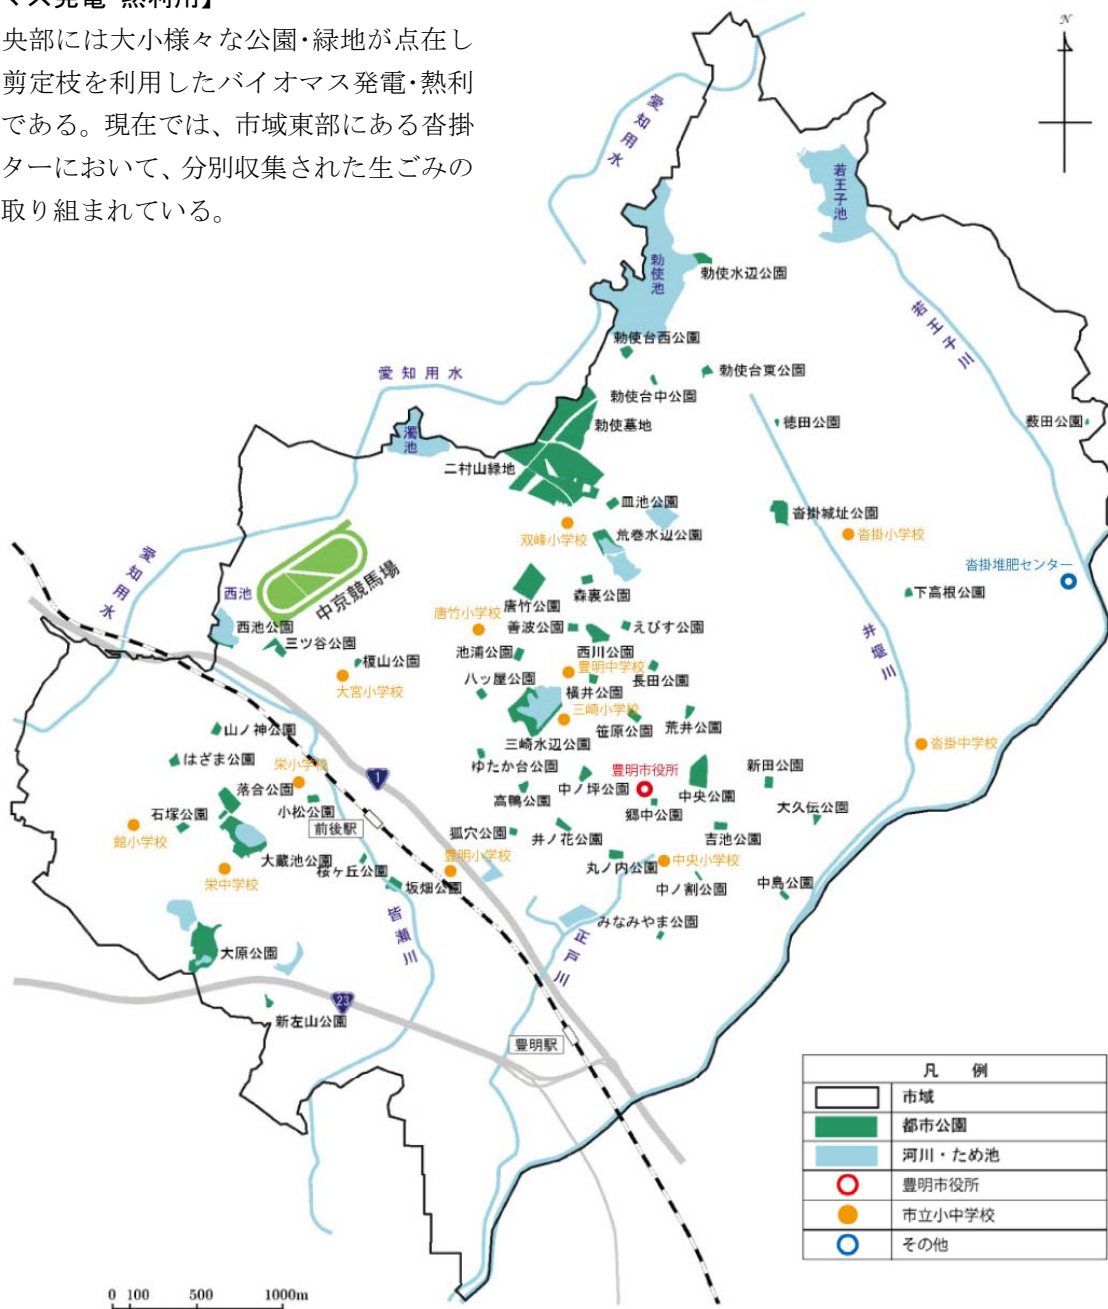 マス発電・熱利用】
央部には大小様々な公園・緑地が点在し
剪定枝を利用したバイオマス発電・熱利
である。現在では、市域東部にある沓掛
ターにおいて、分別収集された生ごみの
取り組まれている。
N
愛知用水
若王子池
勅使池
勅使水辺公園
若王子川
勅使台西公園
愛知用水
勅使台東公園
勅使台中公園
濁池
勅使墓地
徳田公園
薮田公園
二村山緑地
皿池公園
沓掛城址公園
双峰小学校
荒巻水辺公園
沓掛小学校
愛知用水
中京競馬場
沓掛堆肥センター
西池
森裏公園
下高根公園
唐竹公園
唐竹小学校
西池公園
善波公園
えびす公園
井堰川
三ツ谷公園
池浦公園
西川公園
榎山公園
豊明中学校
大宮小学校
八ッ屋公園
長田公園
横井公園
三崎小学校
山ノ神公園
笹原公園
荒井公園
三崎水辺公園
沓掛中学校
はざま公園
栄小学校
ゆたか台公園
豊明市役所
新田公園
1
落合公園
中ノ坪公園
中央公園
石塚公園
小松公園
高鴨公園
郷中公園
大久伝公園
前後駅
館小学校
狐穴公園
井ノ花公園
吉池公園
大蔵池公園
桜ヶ丘公園
豊明小学校
丸ノ内公園
中央小学校
栄中学校
坂畑公園
中ノ割公園
中島公園
皆瀬川
みなみやま公園
正戸川
大原公園
23
新左山公園
豊明駅
凡 例
市域
都市公園
河川・ため池
豊明市役所
市立小中学校
その他
0 100 500 1000m